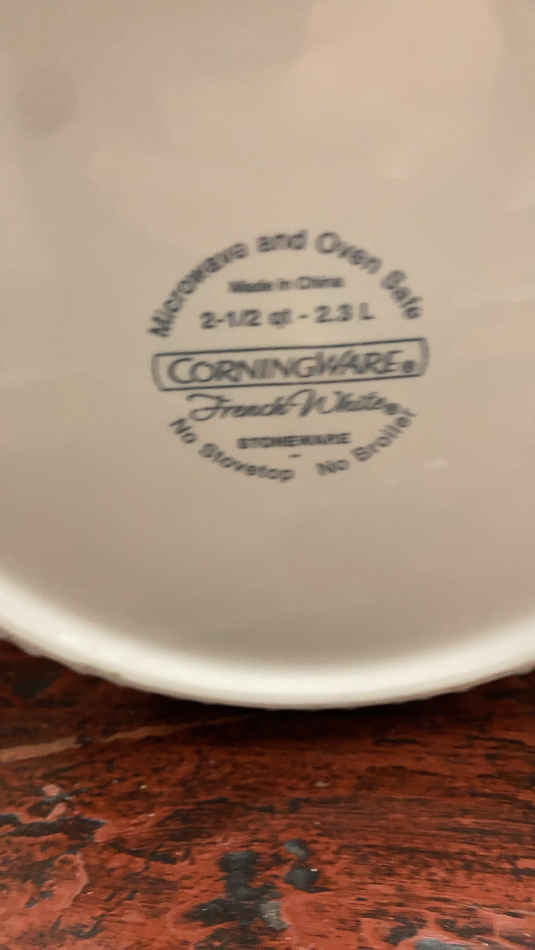 Microwave and Oven Safe
Made in China
2-1/2 qt - 2.3 L
CORNINGWARE®
French White®
STONEWARE
No Stovetop No Broiler